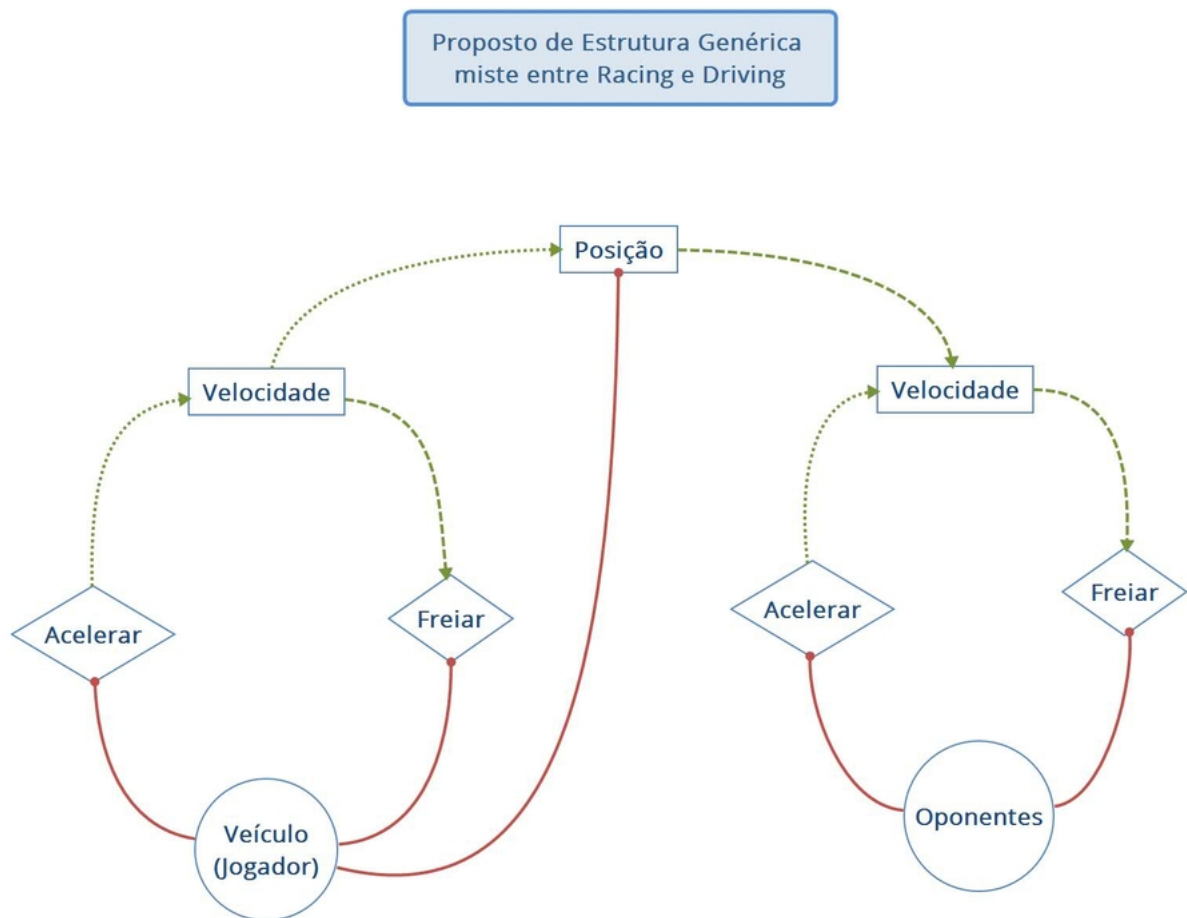 Proposto de Estrutura Genérica
miste entre Racing e Driving
Posição
Velocidade
Velocidade
Acelerar
Freiar
Acelerar
Freiar
Veículo
(Jogador)
Oponentes